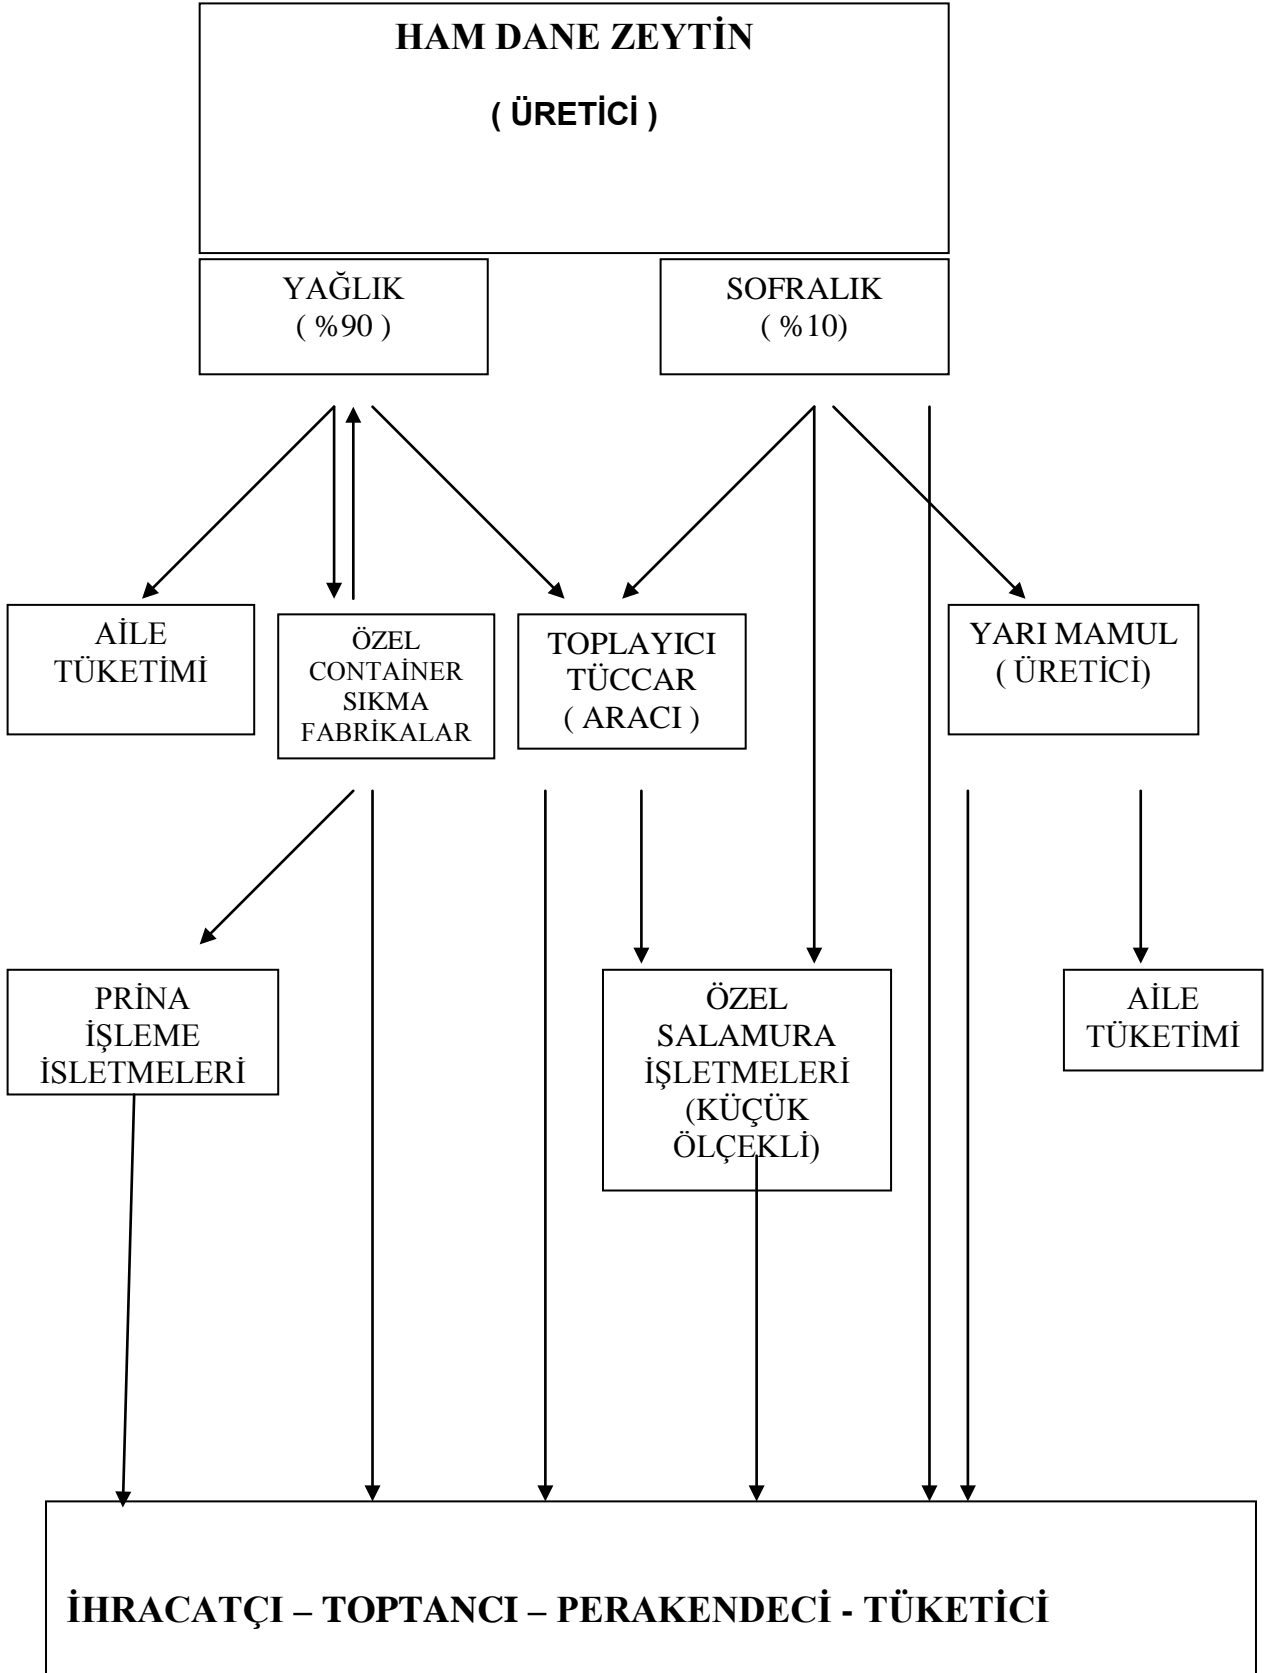 HAM DANE ZEYTİN
( ÜRETİCİ )
YAĞLIK
( %90 )
SOFRALIK
( %10)
AİLE
TÜKETİMİ
ÖZEL
CONTAİNER
SIKMA
FABRİKALAR
TOPLAYICI
TÜCCAR
( ARACI )
YARI MAMUL
( ÜRETİCİ)
PRİNA
İŞLEME
İSLETMELERİ
ÖZEL
SALAMURA
İŞLETMELERİ
(KÜÇÜK
ÖLÇEKLİ)
AİLE
TÜKETİMİ
İHRACATÇI – TOPTANCI – PERAKENDECİ - TÜKETİCİ